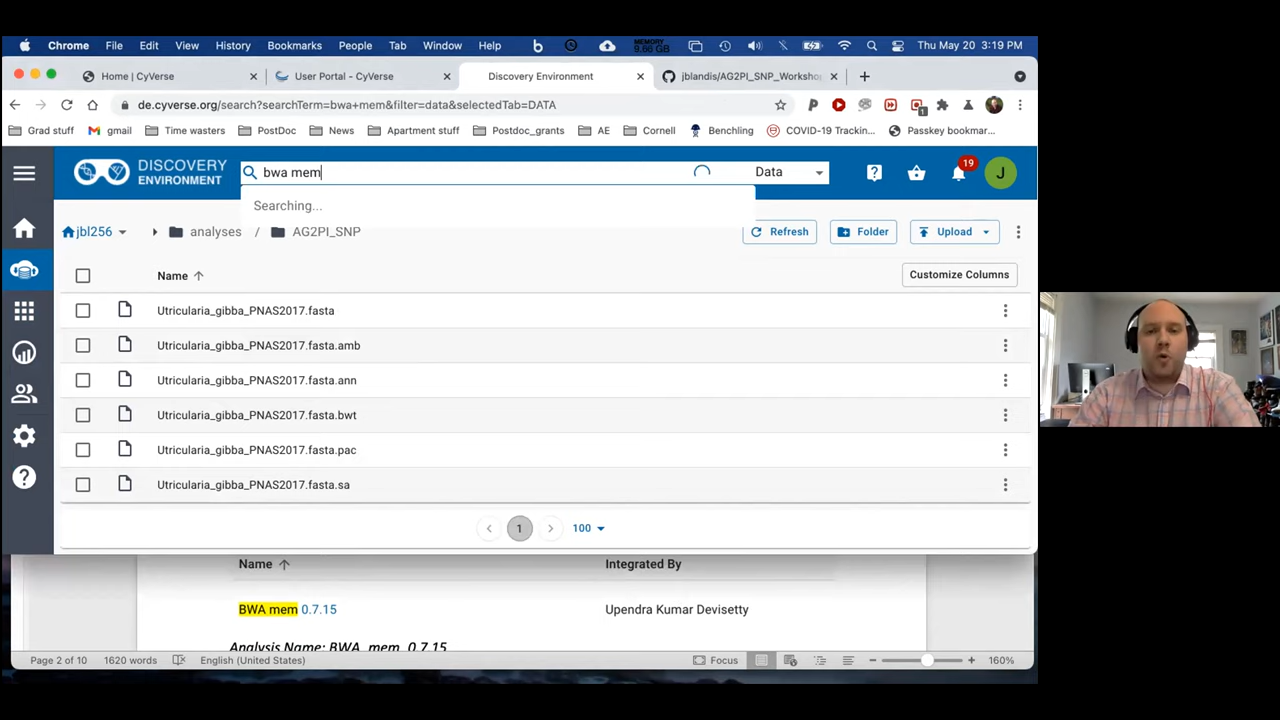 Chrome File Edit View History Bookmarks People Tab Window Help MEMORY 9.66 GB Thu May 20 3:19 PM
Home | CyVerse User Portal - CyVerse Discovery Environment jblandis/AG2PI_SNP_Worksho
de.cyverse.org/search?searchTerm=bwa+mem&filter=data&selectedTab=DATA 1
Grad stuff gmail Time wasters PostDoc News Apartment stuff Postdoc_grants AE Cornell Benchling COVID-19 Trackin... Passkey bookmar...
DISCOVERY ENVIRONMENT bwa mem Data 19 J
Searching...
jbl256 analyses / AG2PI_SNP Refresh Folder Upload
Name Customize Columns
Utricularia_gibba_PNAS2017.fasta
Utricularia_gibba_PNAS2017.fasta.amb
Utricularia_gibba_PNAS2017.fasta.ann
Utricularia_gibba_PNAS2017.fasta.bwt
Utricularia_gibba_PNAS2017.fasta.pac
Utricularia_gibba_PNAS2017.fasta.sa
1 100
Name Integrated By
BWA mem 0.7.15 Upendra Kumar Devisetty
Analysis Name: BWA_mem_0.7.15
Page 2 of 10 1620 words English (United States) Focus 160%